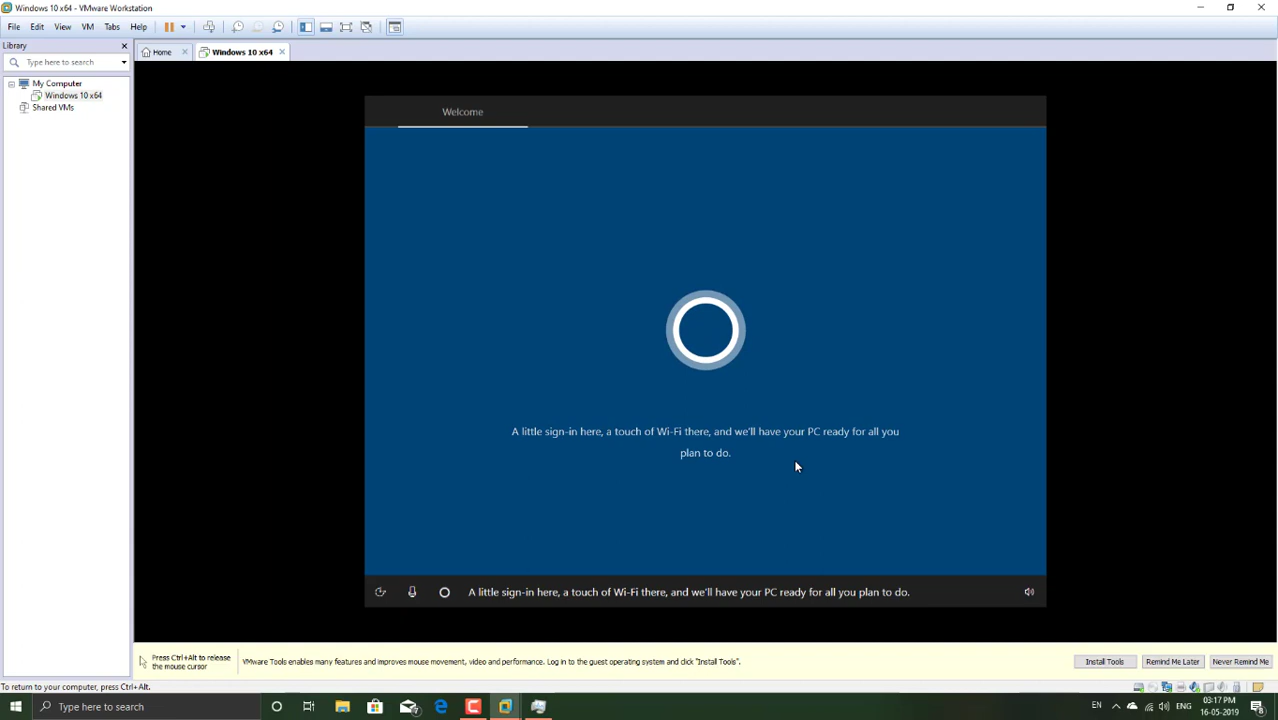 Windows 10 x64 - VMware Workstation
File Edit View VM Tabs Help
Library
Home
Windows 10 x64
Type here to search
My Computer
Windows 10 x64
Shared VMs
Welcome
A little sign-in here, a touch of Wi-Fi there, and we'll have your PC ready for all you
plan to do.
A little sign-in here, a touch of Wi-Fi there, and we'll have your PC ready for all you plan to do.
Press Ctrl+Alt to release
the mouse cursor
VMware Tools enables many features and improves mouse movement, video and performance. Log in to the guest operating system and click "Install Tools".
Install Tools
Remind Me Later
Never Remind Me
To return to your computer, press Ctrl+Alt.
Type here to search
EN
ENG
03:17 PM
16-05-2019